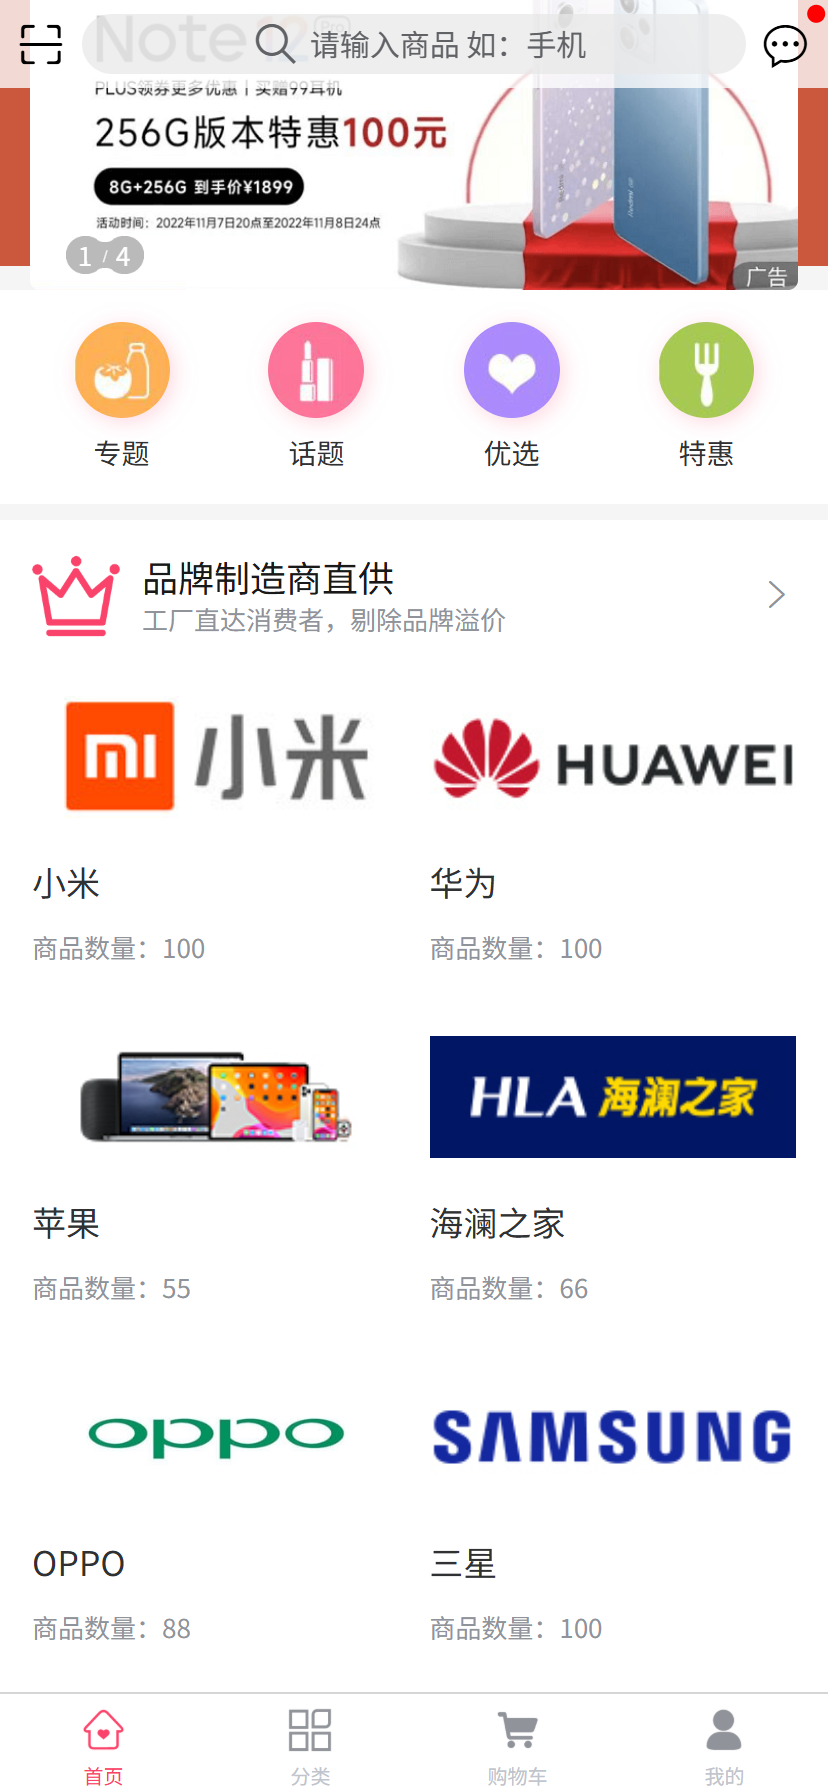 Note 12 Pro
请输入商品 如：手机
PLUS领券更多优惠｜买赠99耳机
256G版本特惠100元
8G+256G 到手价¥1899
活动时间：2022年11月7日20点至2022年11月8日24点
1 / 4
广告
专题 话题 优选 特惠
品牌制造商直供
工厂直达消费者，剔除品牌溢价
mi 小米
HUAWEI
小米 华为
商品数量：100 商品数量：100
HLA 海澜之家
苹果 海澜之家
商品数量：55 商品数量：66
oppo
SAMSUNG
OPPO 三星
商品数量：88 商品数量：100
首页 分类 购物车 我的